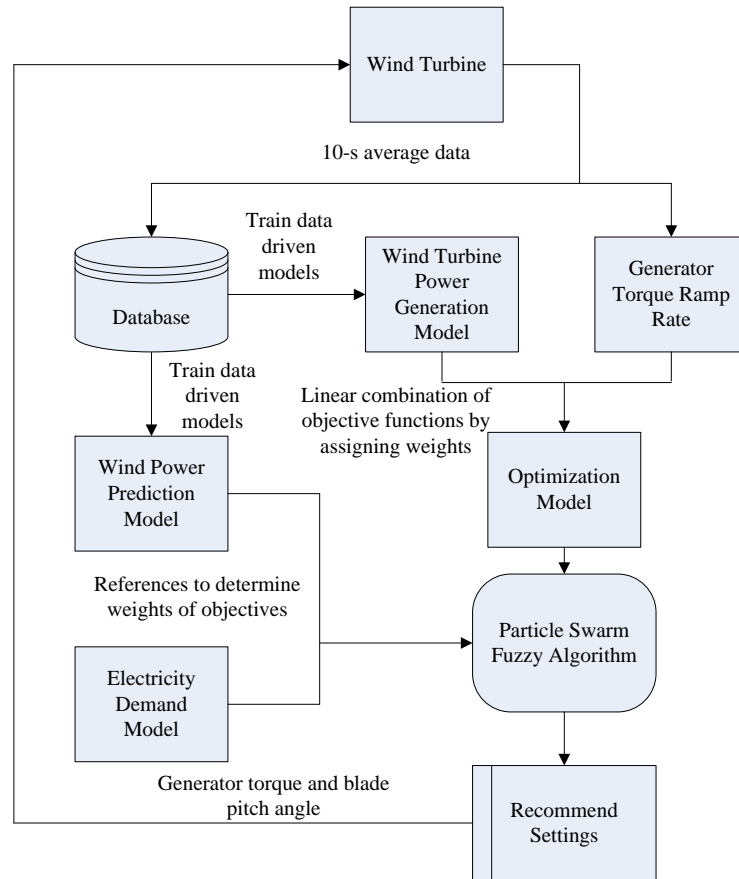 Wind Turbine
10-s average data
Train data
driven
models
Database
Wind Turbine
Power
Generation
Model
Generator
Torque Ramp
Rate
Train data
driven
models
Linear combination of
objective functions by
assigning weights
Wind Power
Prediction
Model
Optimization
Model
References to determine
weights of objectives
Particle Swarm
Fuzzy Algorithm
Electricity
Demand
Model
Generator torque and blade
pitch angle
Recommend
Settings